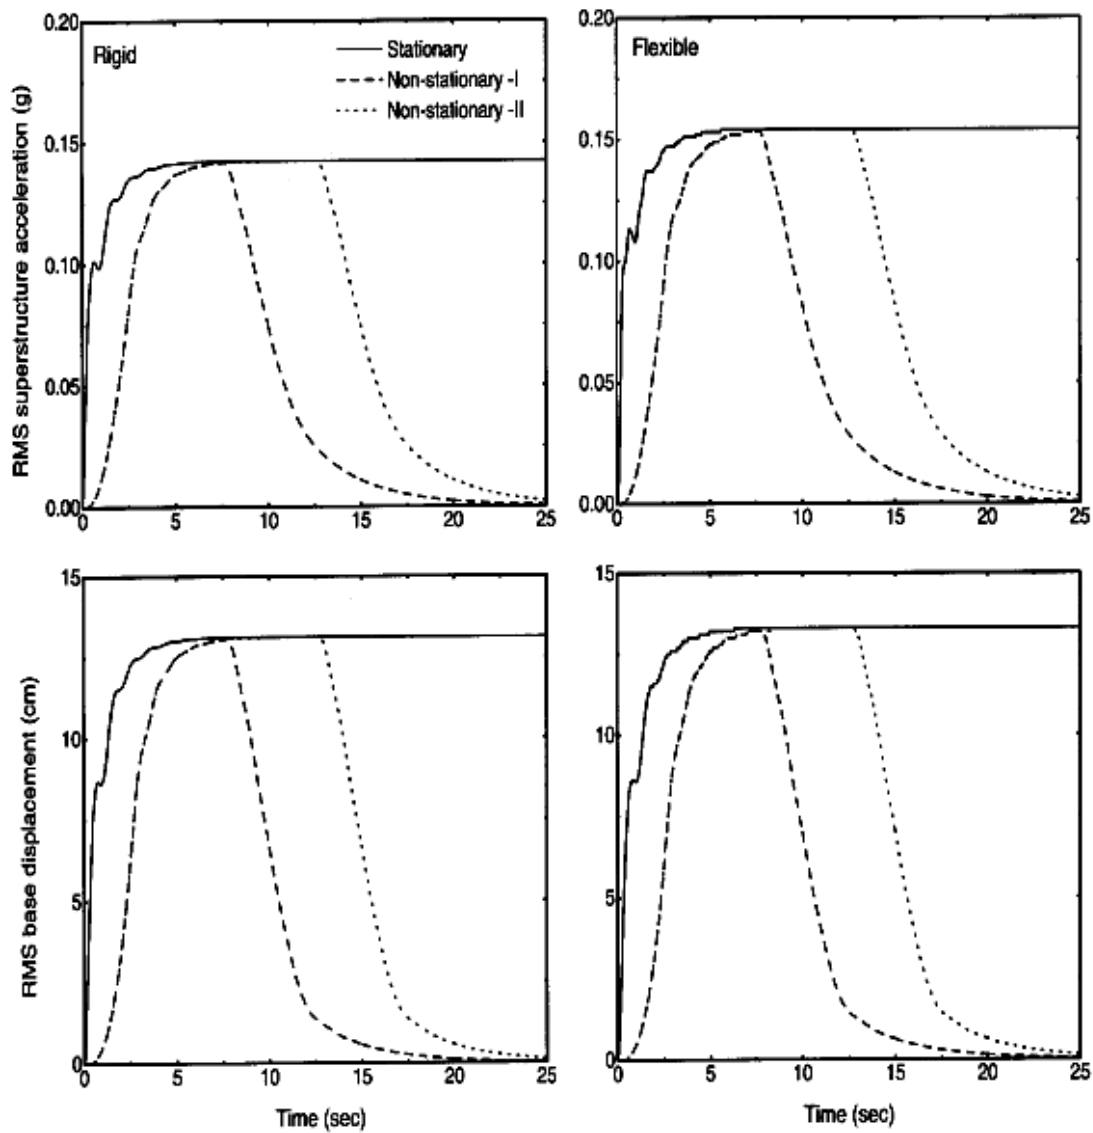 0.20
Rigid
Stationary
Non-stationary -I
Non-stationary -II
0.15
0.10
0.05
0.00
0 5 10 15 20 25
RMS superstructure acceleration (g)
0.20
Flexible
0.15
0.10
0.05
0.00
0 5 10 15 20 25
15
10
5
0
0 5 10 15 20 25
RMS base displacement (cm)
Time (sec)
15
10
5
0
0 5 10 15 20 25
Time (sec)